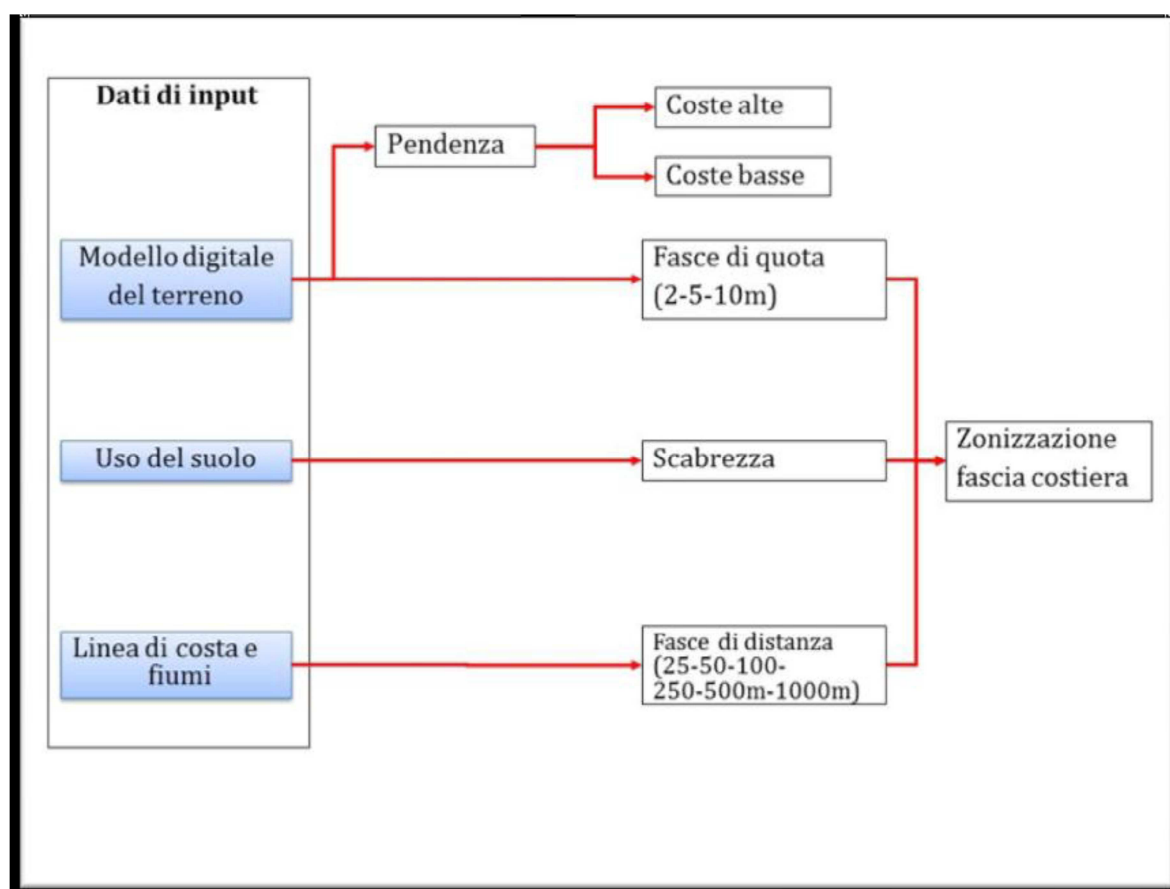 Dati di input
Pendenza
Coste alte
Coste basse
Modello digitale
del terreno
Fasce di quota
(2-5-10m)
Uso del suolo
Scabrezza
Zonizzazione
fascia costiera
Linea di costa e
fiumi
Fasce di distanza
(25-50-100-
250-500m-1000m)